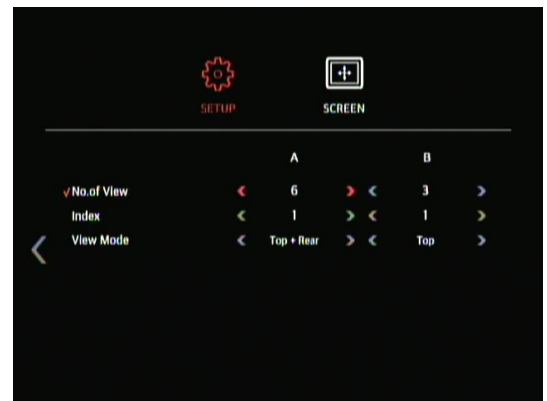 SETUP SCREEN
A B
No.of View 6 3
Index 1 1
View Mode Top + Rear Top